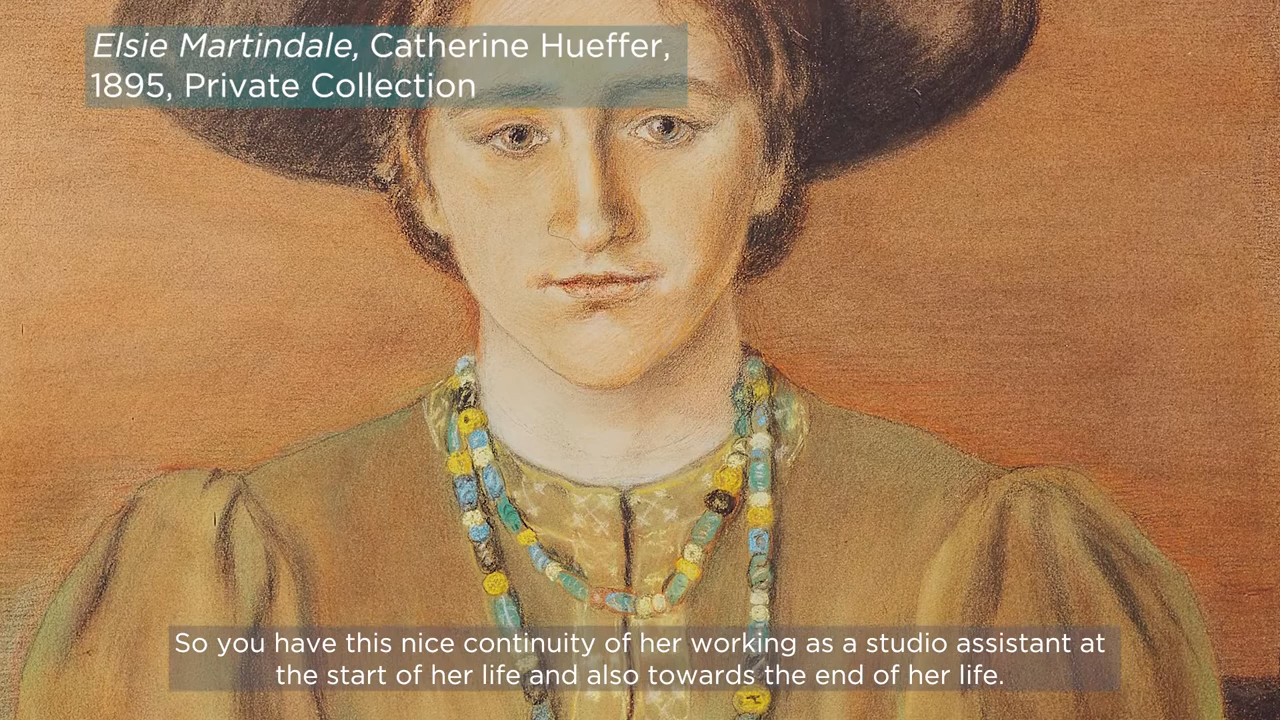 Elsie Martindale, Catherine Hueffer,
1895, Private Collection
So you have this nice continuity of her working as a studio assistant at
the start of her life and also towards the end of her life.